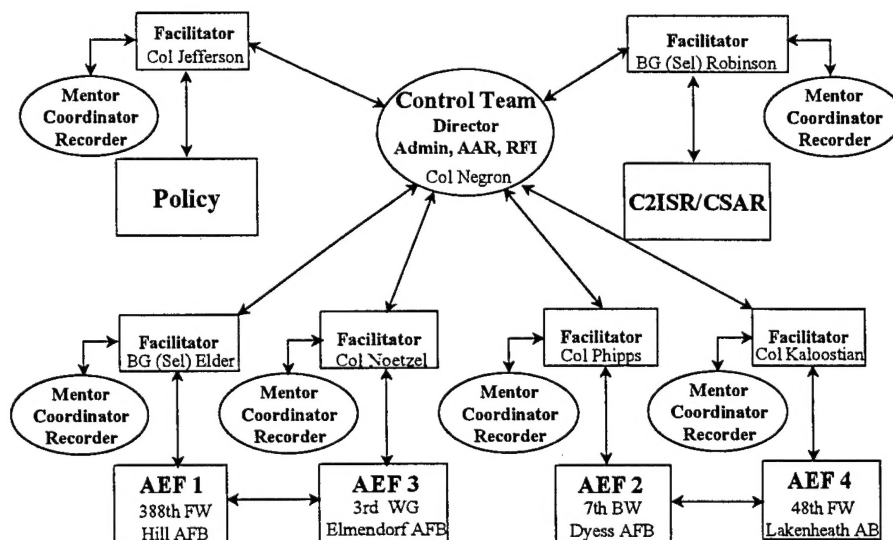 Facilitator
Col Jefferson
Mentor
Coordinator
Recorder
Policy
Control Team
Director
Admin, AAR, RFI
Col Negron
Facilitator
BG (Sel) Robinson
Mentor
Coordinator
Recorder
C2ISR/CSAR
Facilitator
BG (Sel) Elder
Mentor
Coordinator
Recorder
AEF 1
388th FW
Hill AFB
Facilitator
Col Noetzel
Mentor
Coordinator
Recorder
AEF 3
3rd WG
Elmendorf AFB
Facilitator
Col Phipps
Mentor
Coordinator
Recorder
AEF 2
7th BW
Dyess AFB
Facilitator
Col Kaloostian
Mentor
Coordinator
Recorder
AEF 4
48th FW
Lakenheath AB